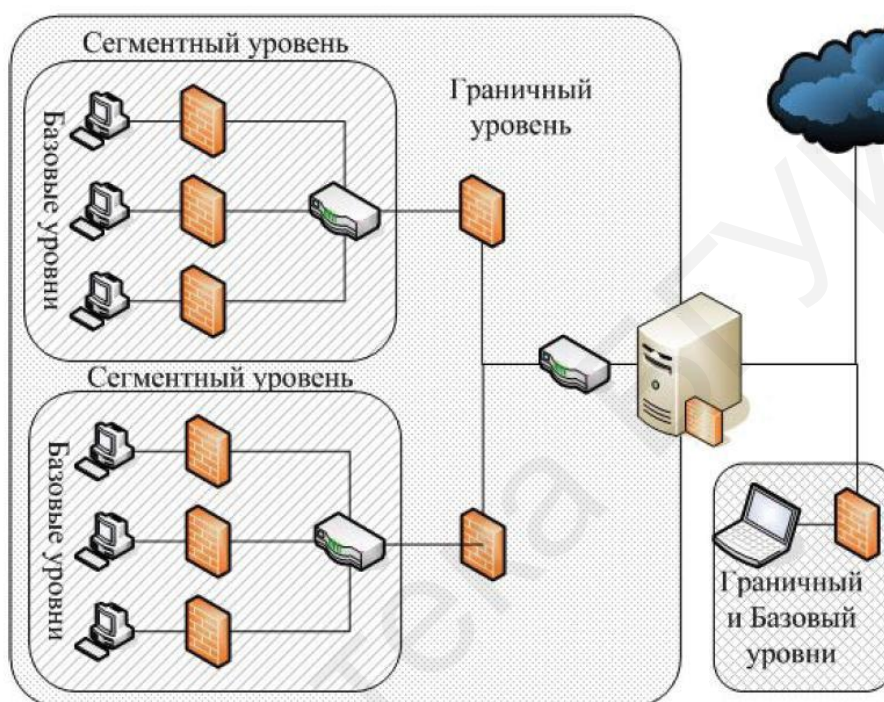 Сегментный уровень
Базовые уровни
Граничный
уровень
Сегментный уровень
Базовые уровни
Граничный
и Базовый
уровни